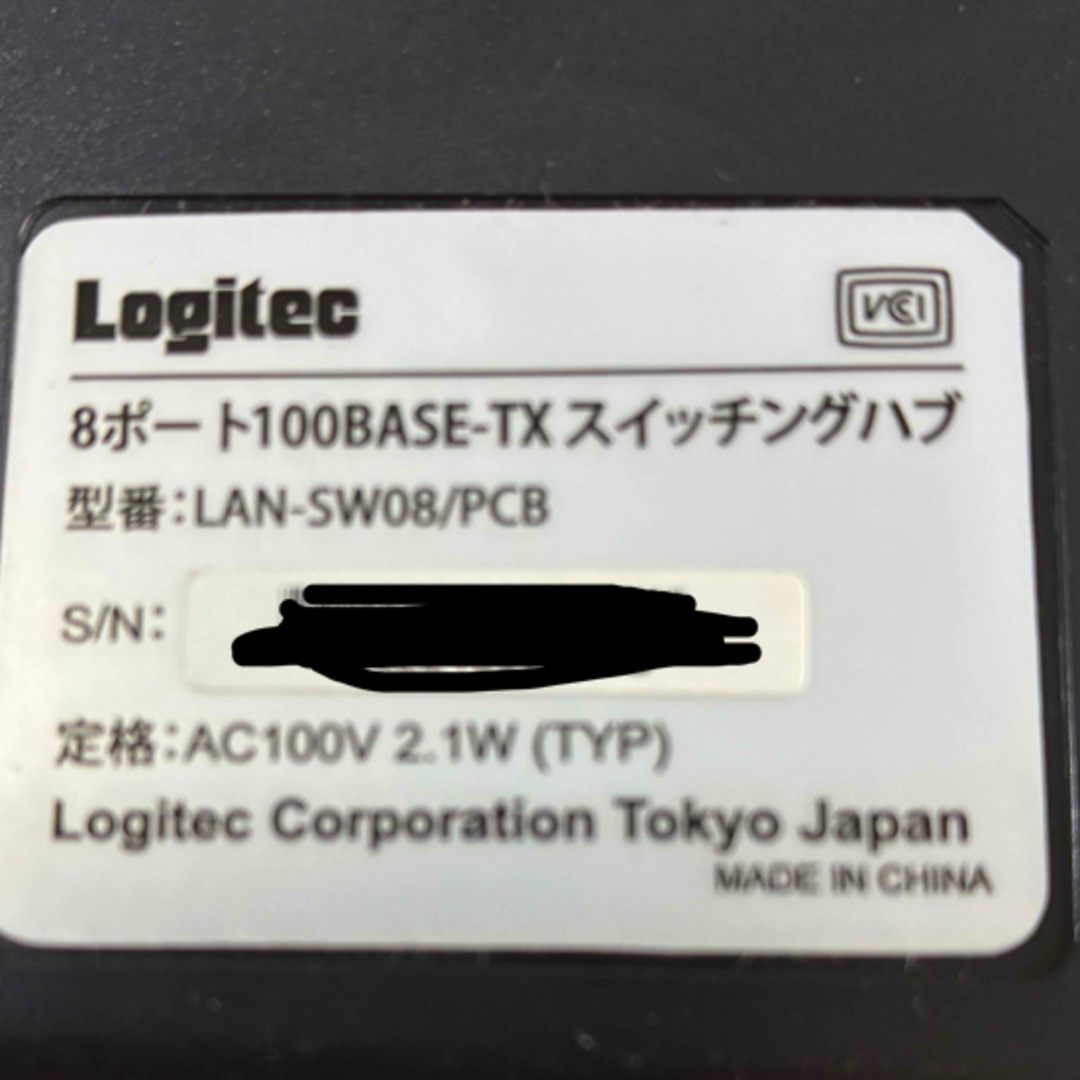 Logitec
VCCI
8ポート100BASE-TX スイッチングハブ
型番：LAN-SW08/PCB
S/N：
定格：AC100V 2.1W (TYP)
Logitec Corporation Tokyo Japan
MADE IN CHINA